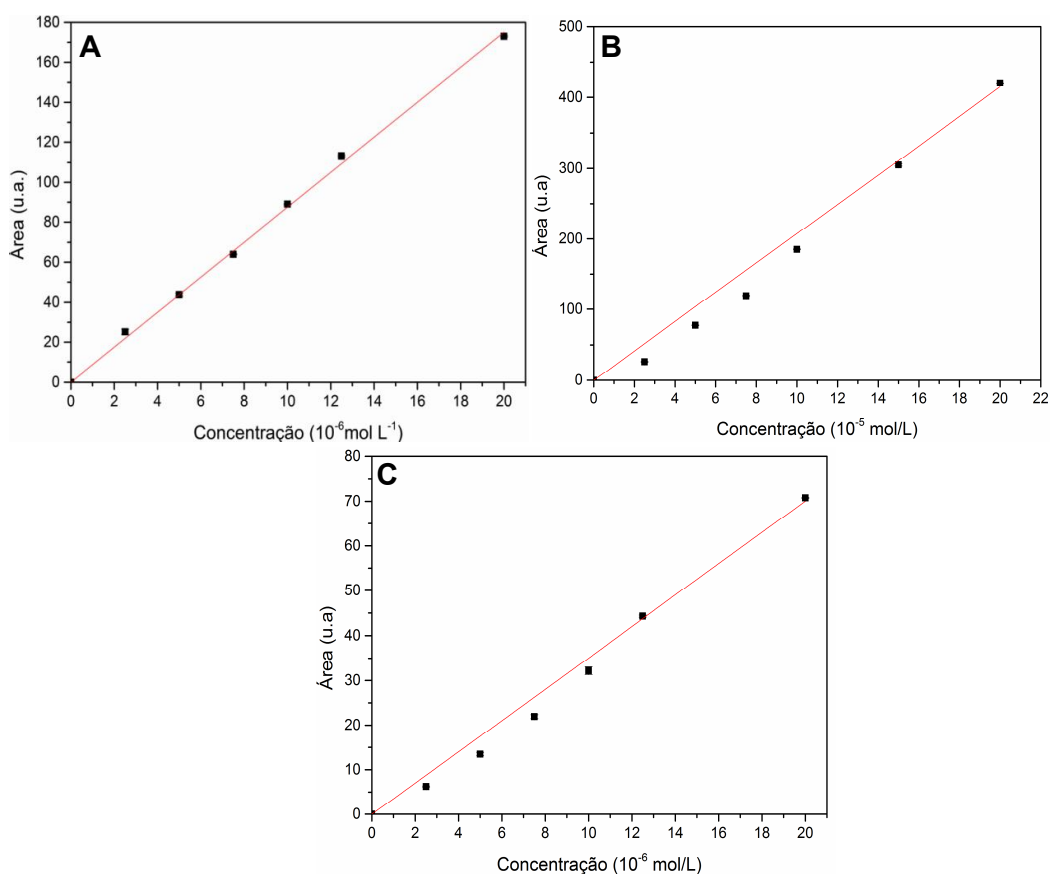 A
Área (u.a.)
180
160
140
120
100
80
60
40
20
0
0 2 4 6 8 10 12 14 16 18 20
Concentração (10⁻⁶mol L⁻¹)
B
Área (u.a)
500
400
300
200
100
0
0 2 4 6 8 10 12 14 16 18 20 22
Concentração (10⁻⁵ mol/L)
C
Área (u.a)
80
70
60
50
40
30
20
10
0
0 2 4 6 8 10 12 14 16 18 20
Concentração (10⁻⁶ mol/L)